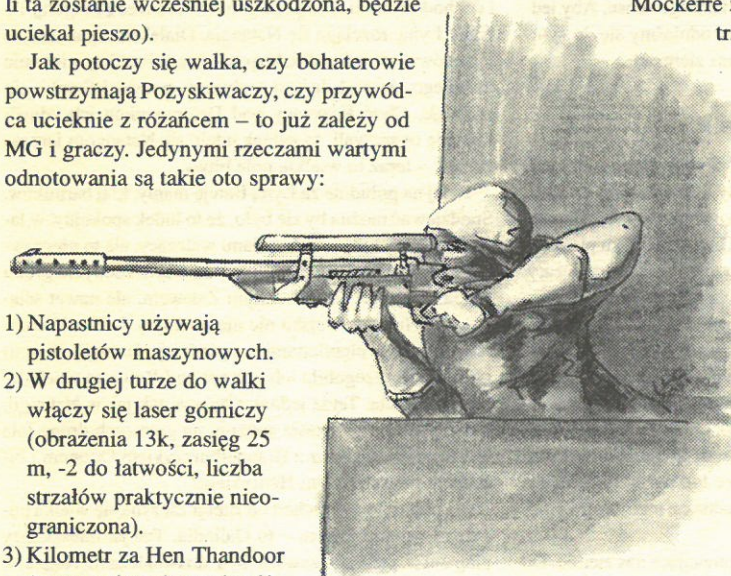 li ta zostanie wcześniej uszkodzona, będzie
uciekał pieszo).
Jak potoczy się walka, czy bohaterowie
powstrzymają Pozyskiwaczy, czy przywód-
ca ucieknie z różańcem – to już zależy od
MG i graczy. Jedynymi rzeczami wartymi
odnotowania są takie oto sprawy:
1) Napastnicy używają
pistoletów maszynowych.
2) W drugiej turze do walki
włączy się laser górniczy
(obrażenia 13k, zasięg 25
m, -2 do łatwości, liczba
strzałów praktycznie nieo-
graniczona).
3) Kilometr za Hen Thandoor
Mockerre